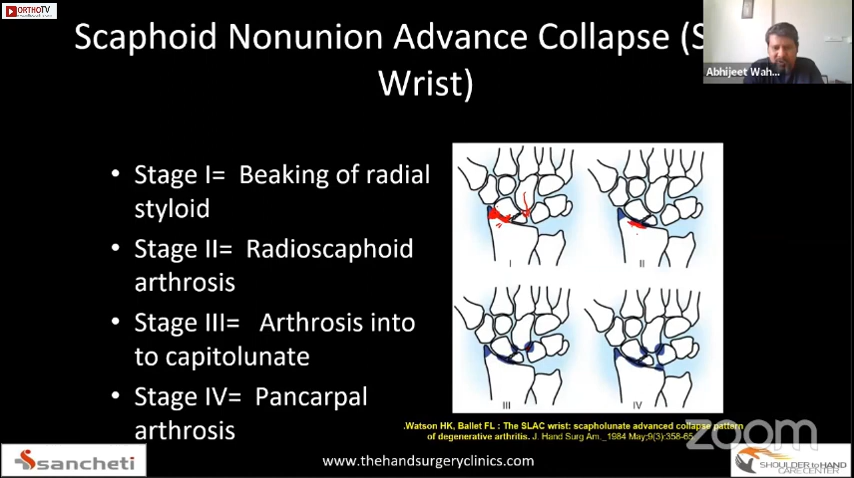 ORTHOTV
Scaphoid Nonunion Advance Collapse (S
Wrist)
Abhijeet Wah...
• Stage I= Beaking of radial
styloid
• Stage II= Radioscaphoid
arthrosis
• Stage III= Arthrosis into
to capitolunate
• Stage IV= Pancarpal
arthrosis
I
II
III
IV
.Watson HK, Ballet FL : The SLAC wrist: scapholunate advanced collapse pattern
of degenerative arthritis. J. Hand Surg Am._1984 May;9(3):358-65.
zoom
sancheti
www.thehandsurgeryclinics.com
SHOULDER to HAND
CARE CENTER